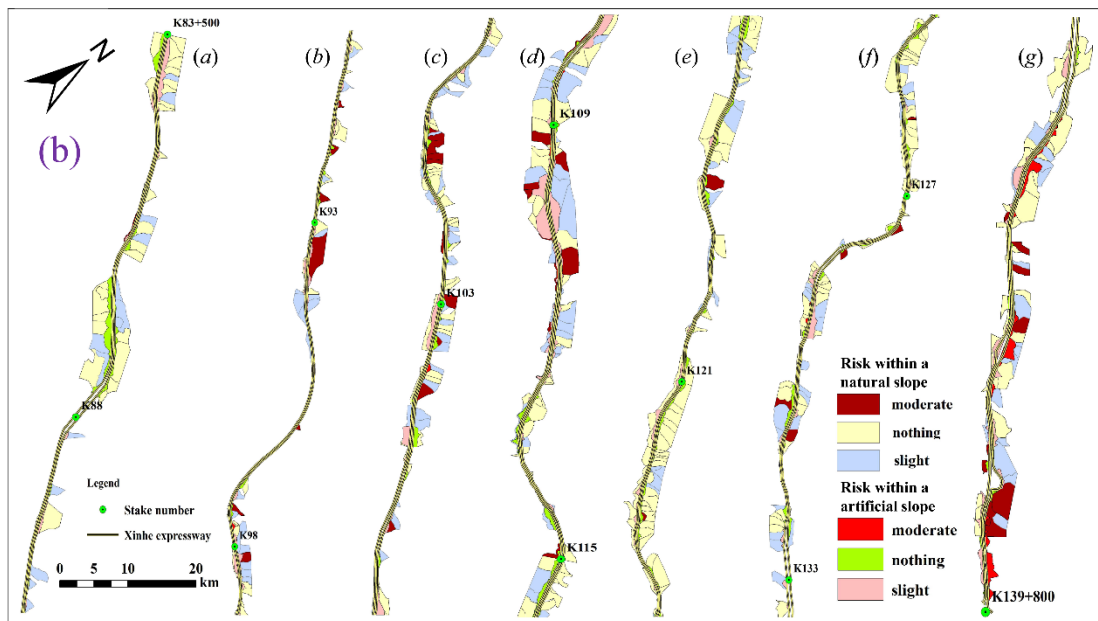 K83+500
N
(a)
(b)
(c)
(d)
(e)
(f)
(g)
(b)
K109
K127
K93
K103
K121
K88
Risk within a
natural slope
moderate
nothing
slight
Legend
Stake number
Xinhe expressway
Risk within a
artificial slope
moderate
nothing
slight
K98
K115
K133
0 5 10 20
km
K139+800